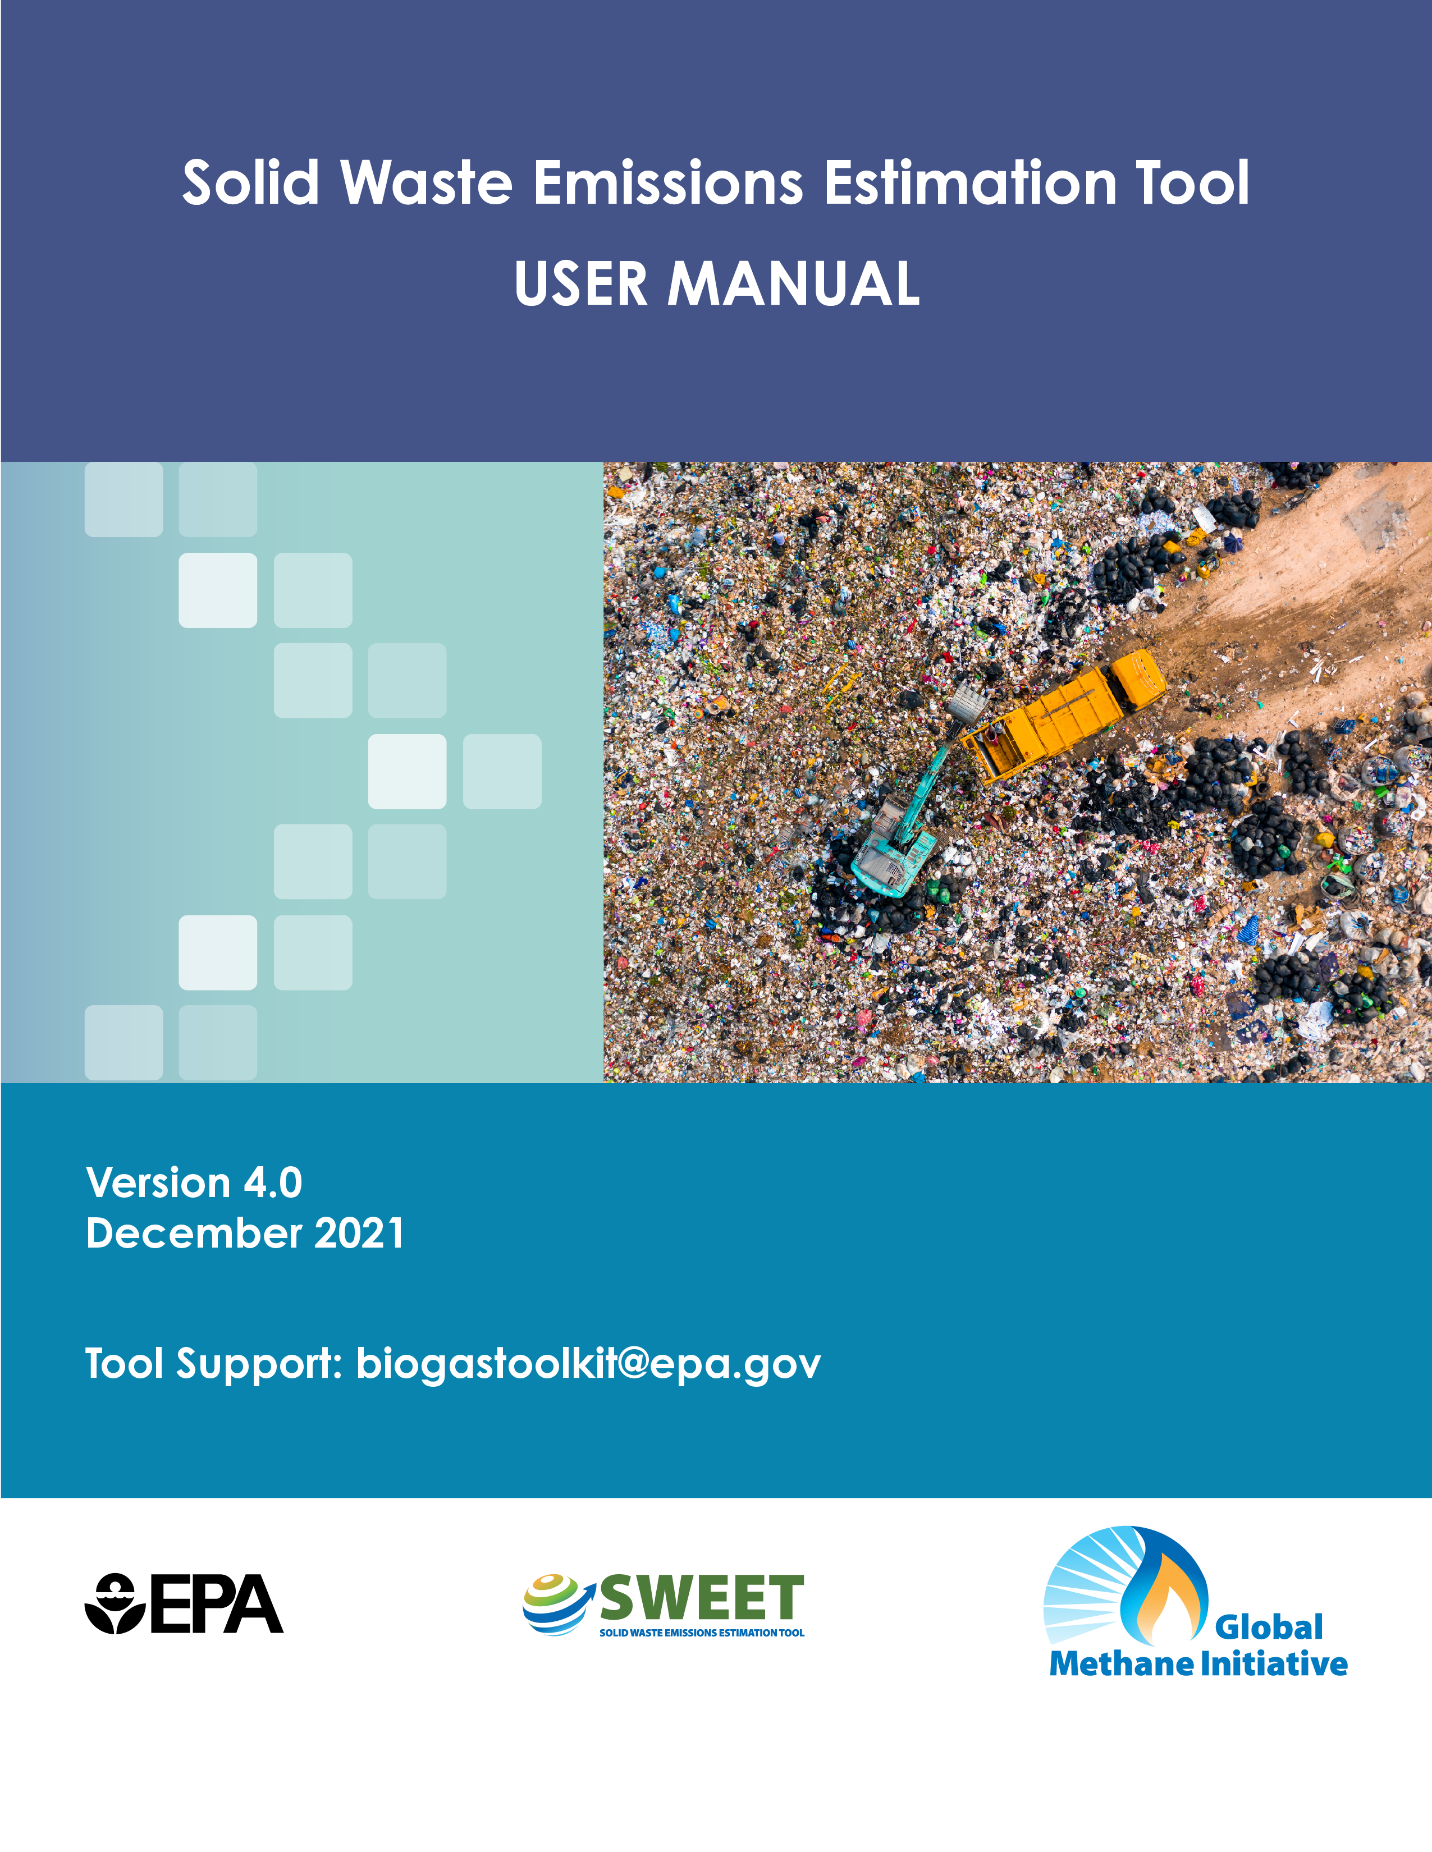 Solid Waste Emissions Estimation Tool
USER MANUAL
Version 4.0
December 2021
Tool Support: biogastoolkit@epa.gov
EPA
SWEET
SOLID WASTE EMISSIONS ESTIMATION TOOL
Global
Methane Initiative